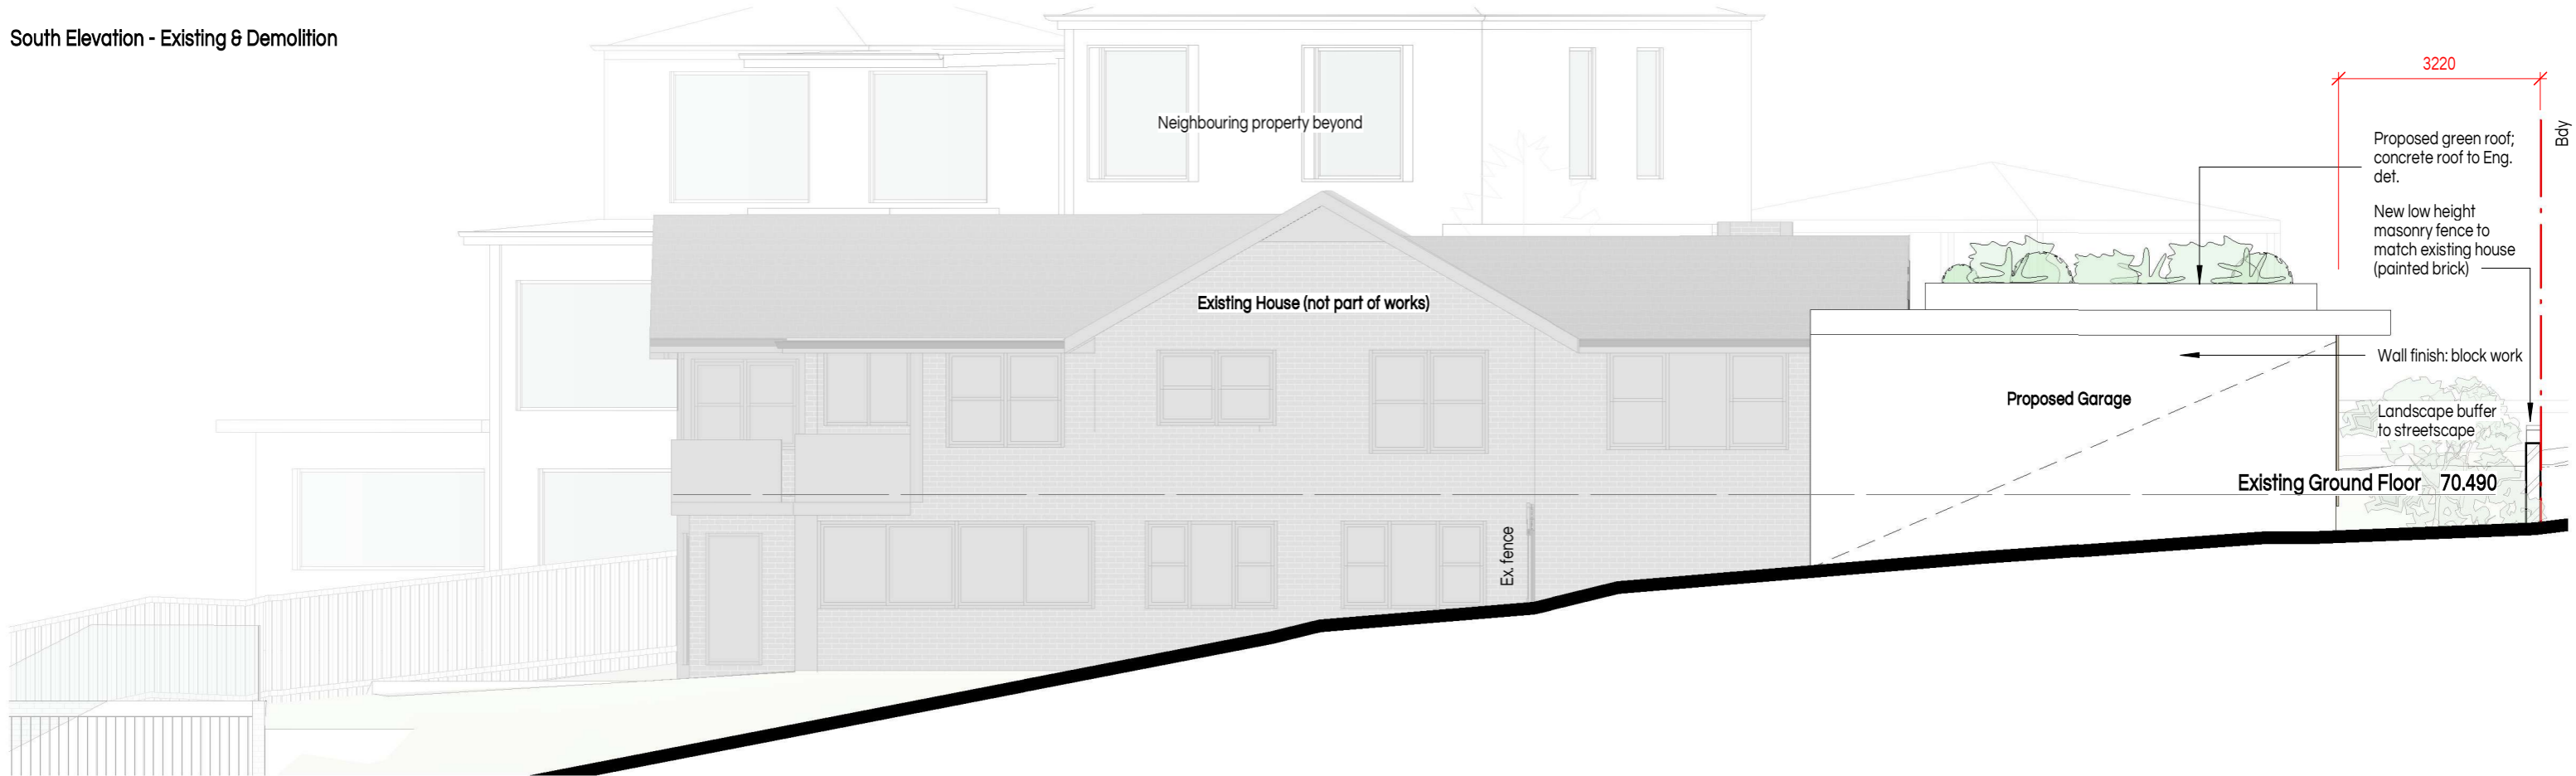 South Elevation - Existing & Demolition
3220
Bdy
Neighbouring property beyond
Proposed green roof;
concrete roof to Eng.
det.
New low height
masonry fence to
match existing house
(painted brick)
Existing House (not part of works)
Wall finish: block work
Proposed Garage
Landscape buffer
to streetscape
Existing Ground Floor 70.490
Ex. fence